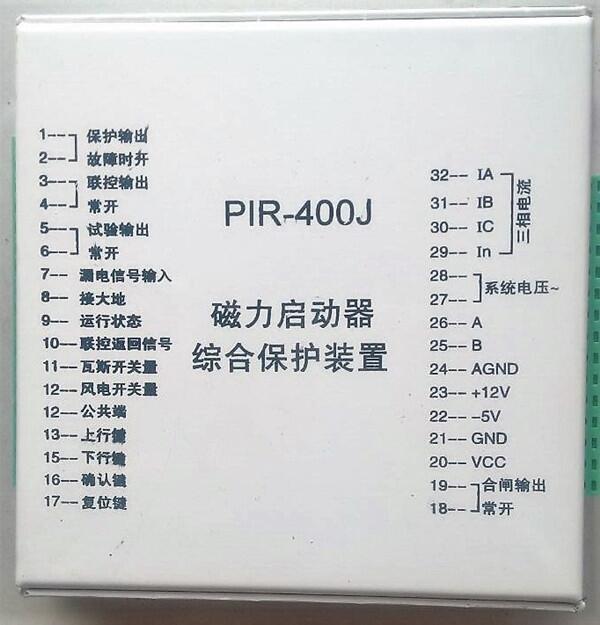 1-- 保护输出
2-- 故障时开
3-- 联控输出
4-- 常开
5-- 试验输出
6-- 常开
7-- 漏电信号输入
8-- 接大地
9-- 运行状态
10-- 联控返回信号
11-- 瓦斯开关量
12-- 风电开关量
12-- 公共端
13-- 上行键
15-- 下行键
16-- 确认键
17-- 复位键
PIR-400J
磁力启动器
综合保护装置
32-- IA
31-- IB
30-- IC
29-- In
三相电流
28--
27--
系统电压~
26-- A
25-- B
24-- AGND
23-- +12V
22-- -5V
21-- GND
20-- VCC
19-- 合闸输出
18-- 常开